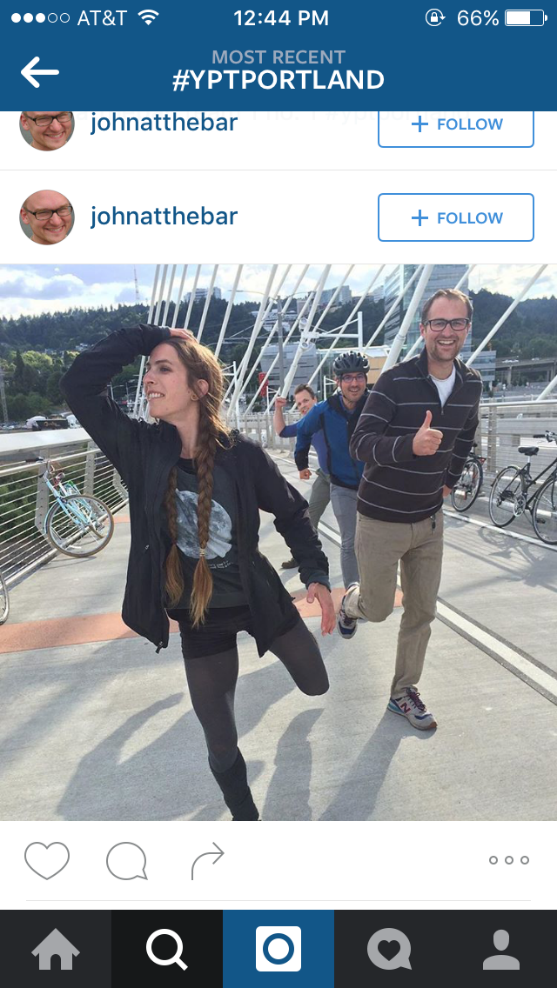 AT&T
12:44 PM
66%
MOST RECENT
#YPTPORTLAND
johnatthebar
+ FOLLOW
johnatthebar
+ FOLLOW
N